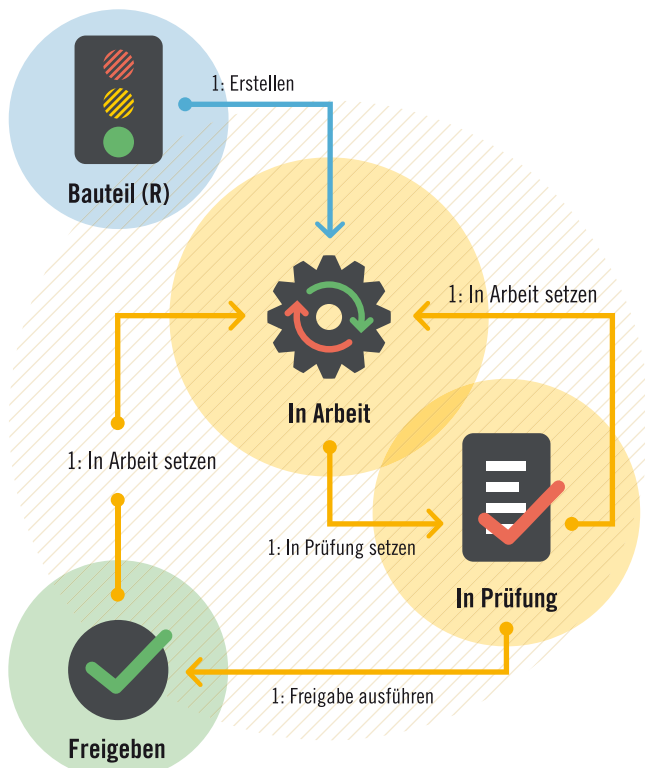 1: Erstellen
Bauteil (R)
1: In Arbeit setzen
In Arbeit
1: In Arbeit setzen
1: In Prüfung setzen
In Prüfung
1: Freigabe ausführen
Freigeben